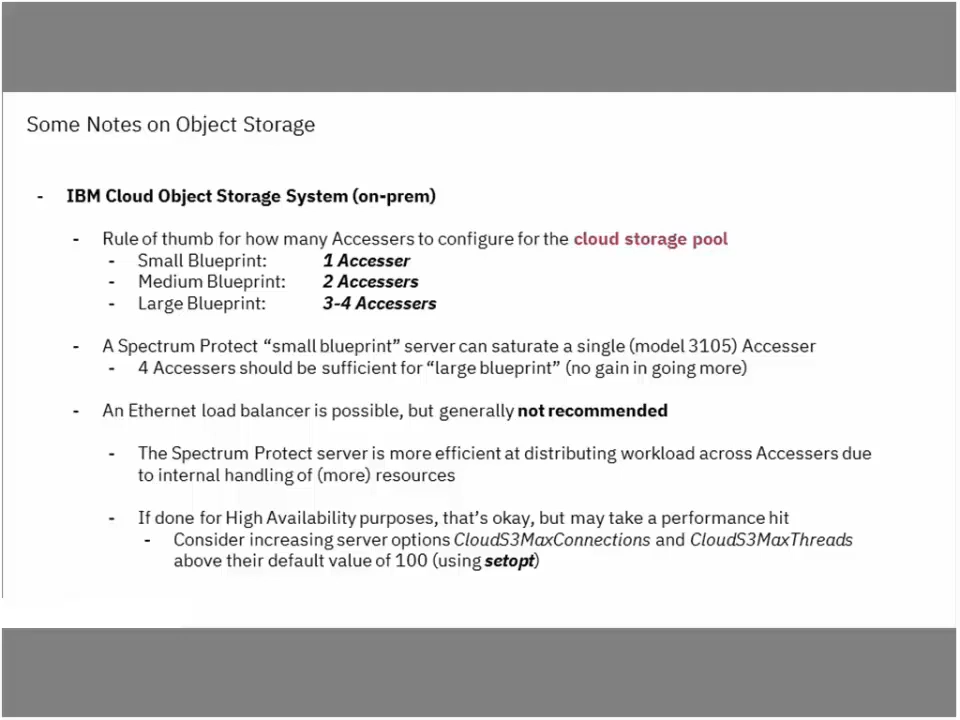 Some Notes on Object Storage
- IBM Cloud Object Storage System (on-prem)
- Rule of thumb for how many Accessers to configure for the cloud storage pool
- Small Blueprint: 1 Accesser
- Medium Blueprint: 2 Accessers
- Large Blueprint: 3-4 Accessers
- A Spectrum Protect “small blueprint” server can saturate a single (model 3105) Accesser
- 4 Accessers should be sufficient for “large blueprint” (no gain in going more)
- An Ethernet load balancer is possible, but generally not recommended
- The Spectrum Protect server is more efficient at distributing workload across Accessers due
to internal handling of (more) resources
- If done for High Availability purposes, that’s okay, but may take a performance hit
- Consider increasing server options CloudS3MaxConnections and CloudS3MaxThreads
above their default value of 100 (using setopt)